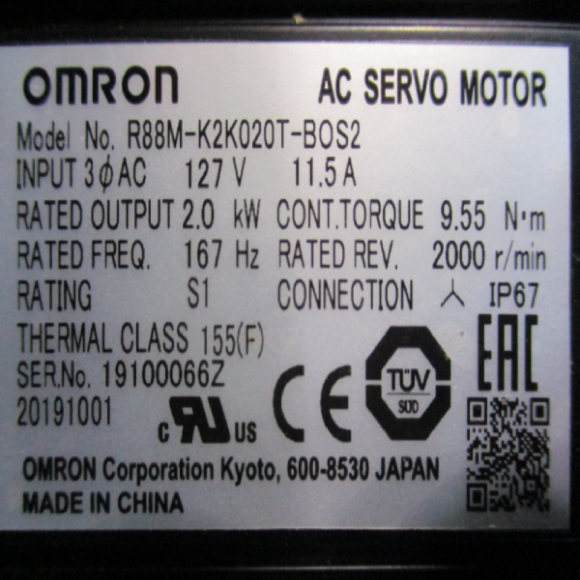 OMRON AC SERVO MOTOR
Model No. R88M-K2K020T-BOS2
INPUT 3ϕAC 127 V 11.5 A
RATED OUTPUT 2.0 kW CONT.TORQUE 9.55 N·m
RATED FREQ. 167 Hz RATED REV. 2000 r/min
RATING S1 CONNECTION 人 IP67
THERMAL CLASS 155(F)
SER.No. 19100066Z
20191001
c RU US CE TÜV SÜD EAC
OMRON Corporation Kyoto, 600-8530 JAPAN
MADE IN CHINA